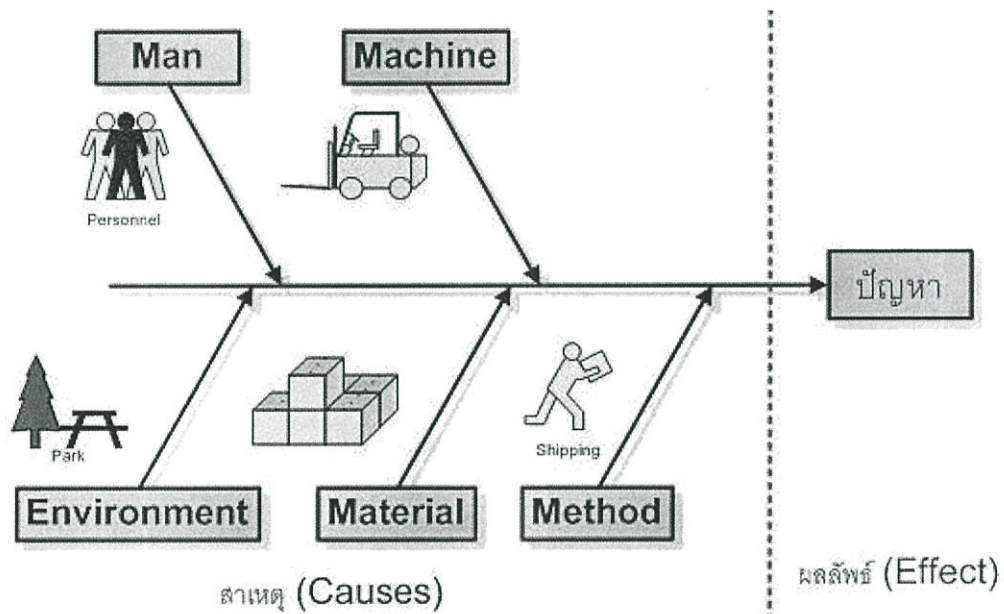 Man
Machine
Personnel
ปัญหา
Park
Shipping
Environment
Material
Method
สาเหตุ (Causes)
ผลลัพธ์ (Effect)